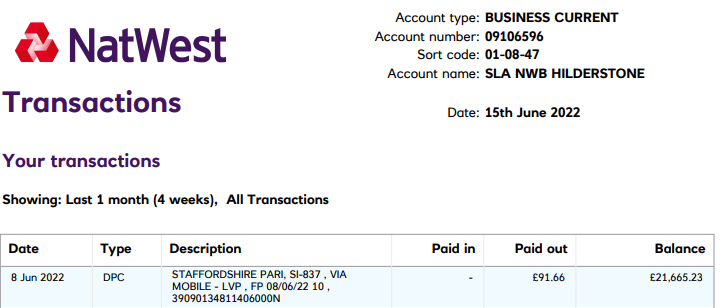 NatWest
Account type: BUSINESS CURRENT
Account number: 09106596
Sort code: 01-08-47
Account name: SLA NWB HILDERSTONE
Transactions
Date: 15th June 2022
Your transactions
Showing: Last 1 month (4 weeks), All Transactions
Date Type Description Paid in Paid out Balance
8 Jun 2022 DPC STAFFORDSHIRE PARI, SI-837 , VIA - £91.66 £21,665.23
MOBILE - LVP , FP 08/06/22 10 ,
39090134811406000N